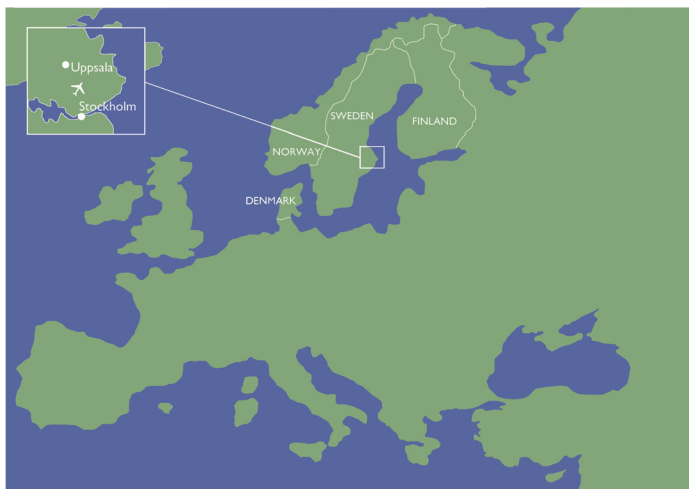 Uppsala
Stockholm
SWEDEN
FINLAND
NORWAY
DENMARK